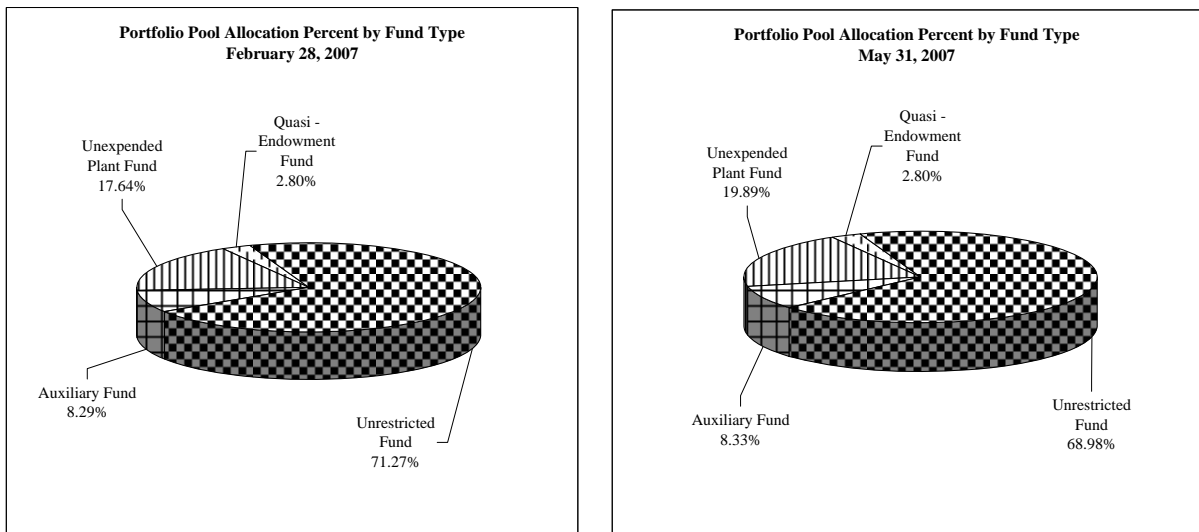 Portfolio Pool Allocation Percent by Fund Type
February 28, 2007
Quasi -
Endowment
Fund
2.80%
Unexpended
Plant Fund
17.64%
Auxiliary Fund
8.29%
Unrestricted
Fund
71.27%
Portfolio Pool Allocation Percent by Fund Type
May 31, 2007
Quasi -
Endowment
Fund
2.80%
Unexpended
Plant Fund
19.89%
Auxiliary Fund
8.33%
Unrestricted
Fund
68.98%